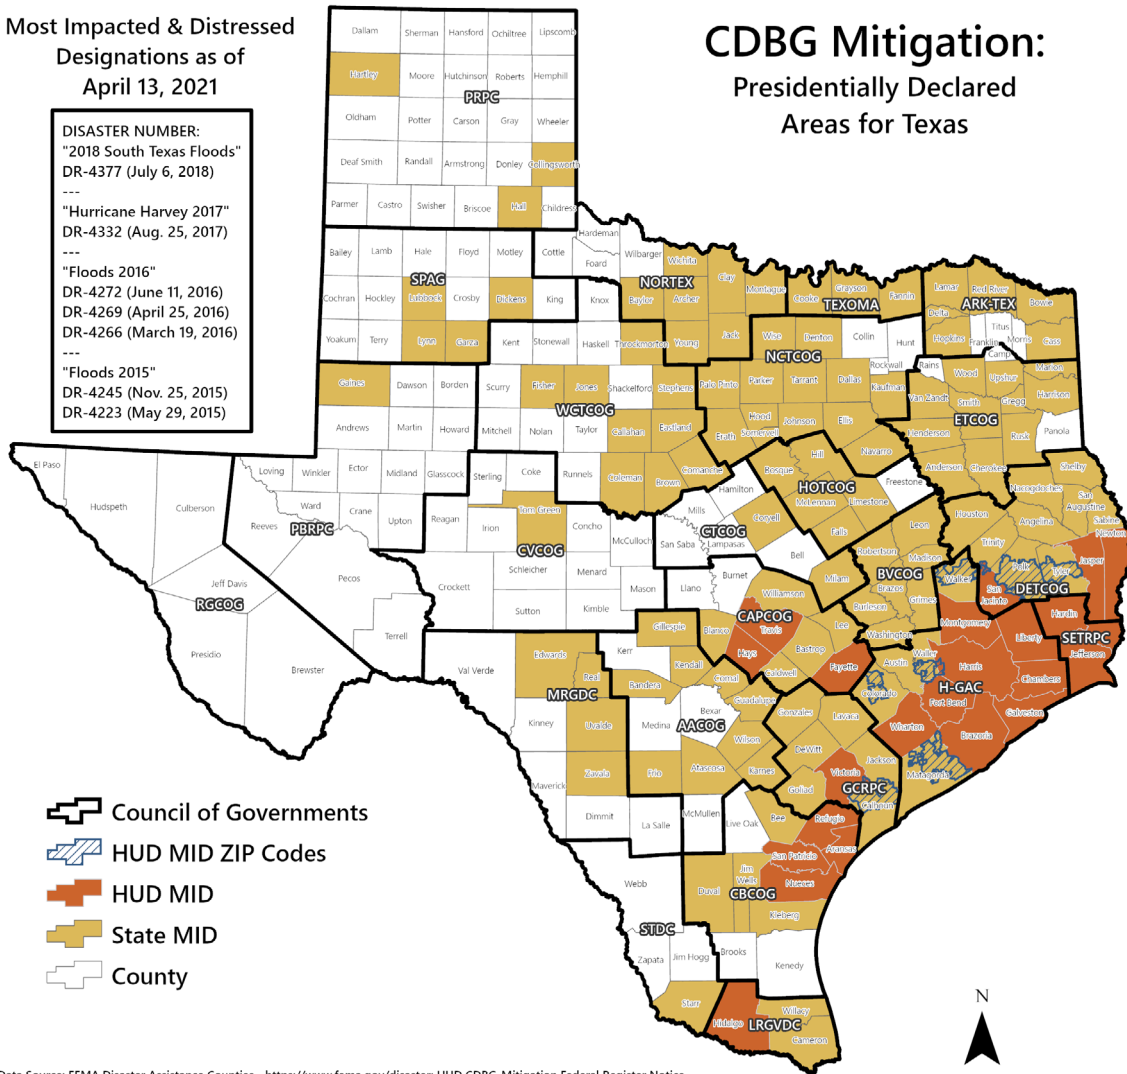 Most Impacted & Distressed
Designations as of
April 13, 2021
CDBG Mitigation:
Presidentially Declared
Areas for Texas
DISASTER NUMBER:
"2018 South Texas Floods"
DR-4377 (July 6, 2018)
---
"Hurricane Harvey 2017"
DR-4332 (Aug. 25, 2017)
---
"Floods 2016"
DR-4272 (June 11, 2016)
DR-4269 (April 25, 2016)
DR-4266 (March 19, 2016)
---
"Floods 2015"
DR-4245 (Nov. 25, 2015)
DR-4223 (May 29, 2015)
Dallam Sherman Hansford Ochiltree Lipscomb
Hartley Moore Hutchinson Roberts Hemphill
PRPC
Oldham Potter Carson Gray Wheeler
Deaf Smith Randall Armstrong Donley Collingsworth
Parmer Castro Swisher Briscoe Hall Childress
Bailey Lamb Hale Floyd Motley Cottle Hardeman Foard Wilbarger Wichita
SPAG NORTEX TEXOMA ARK-TEX
Cochran Hockley Lubbock Crosby Dickens King Knox Baylor Archer Clay Montague Cooke Grayson Fannin Lamar Red River Bowie
Delta Hopkins Franklin Titus Morris Cass Camp
Yoakum Terry Lynn Garza Kent Stonewall Haskell Throckmorton Young Jack Wise Denton Collin Hunt Rockwall Rains
NCTCOG
Gaines Dawson Borden Scurry Fisher Jones Shackelford Stephens Palo Pinto Parker Tarrant Dallas Kaufman Van Zandt Wood Upshur Marion
WCTCOG ETCOG
Smith Gregg Harrison
Andrews Martin Howard Mitchell Nolan Taylor Callahan Eastland Erath Hood Somervell Johnson Ellis Navarro Henderson Rusk Panola
El Paso Hudspeth Culberson Loving Winkler Ector Midland Glasscock Sterling Coke Runnels Coleman Brown Comanche Bosque Hill Freestone Anderson Cherokee Shelby
HOTCOG
Reeves Ward Crane Upton Reagan Irion Tom Green Concho McCulloch San Saba Mills Hamilton Lampasas Coryell McLennan Limestone Falls Bell Leon Houston Nacogdoches San Augustine Sabine Angelina Trinity Newton
PBRPC CVCOG CTCOG BVCOG DETCOG
Jeff Davis Pecos Crockett Schleicher Menard Mason Llano Burnet Williamson Milam Robertson Madison Brazos Grimes Burleson Walker Polk Tyler Jasper San Jacinto
RGCOG CAPCOG SETRPC
Presidio Brewster Terrell Sutton Kimble Gillespie Blanco Travis Hays Lee Bastrop Caldwell Fayette Washington Montgomery Liberty Hardin Jefferson
Val Verde Edwards Real Kerr Kendall Bandera Comal Guadalupe Austin Waller Harris Chambers Colorado Fort Bend Galveston
MRGDC AACOG H-GAC
Kinney Uvalde Medina Bexar Wilson Gonzales Lavaca Wharton Brazoria Matagorda
Maverick Zavala Frio Atascosa Karnes DeWitt Jackson Victoria Goliad Calhoun
GCRPC
Dimmit La Salle McMullen Live Oak Bee Refugio Aransas San Patricio
Webb Duval Jim Wells Nueces Kleberg
CBCOG
STDC
Zapata Jim Hogg Brooks Kenedy
Starr Hidalgo Willacy Cameron
LRGVDC
Council of Governments
HUD MID ZIP Codes
HUD MID
State MID
County
N